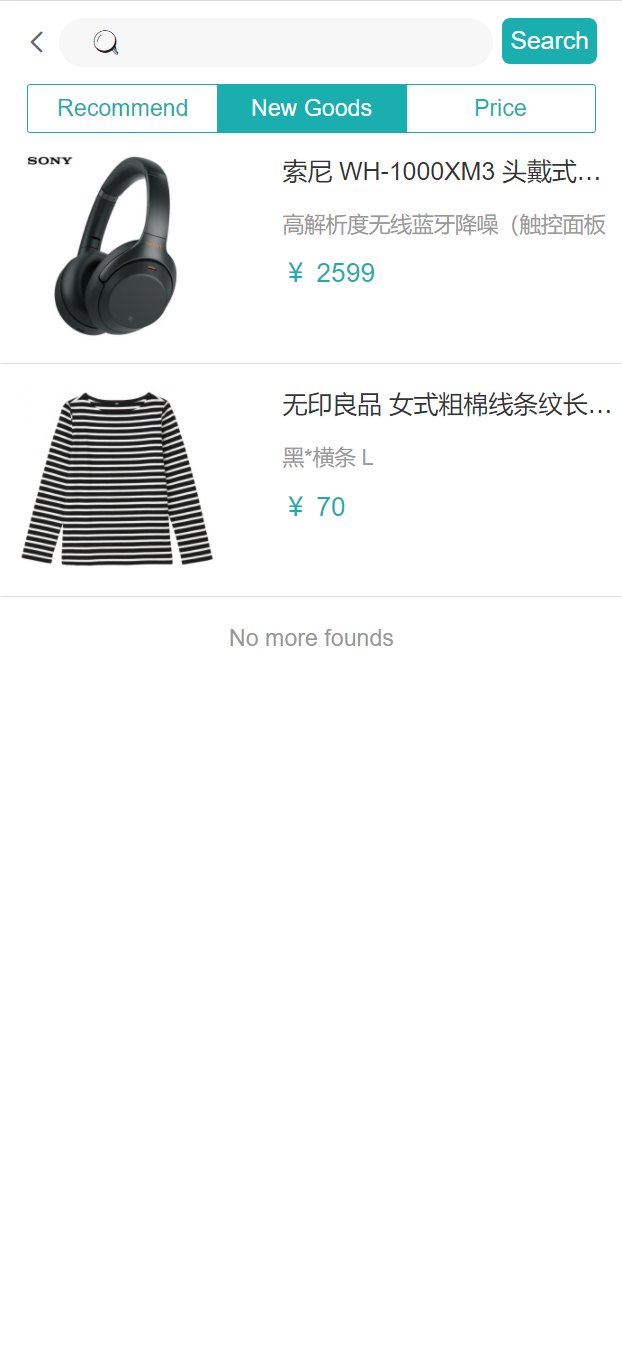 Search
Recommend
New Goods
Price
SONY
索尼 WH-1000XM3 头戴式…
高解析度无线蓝牙降噪（触控面板
¥ 2599
无印良品 女式粗棉线条纹长…
黑*横条 L
¥ 70
No more founds